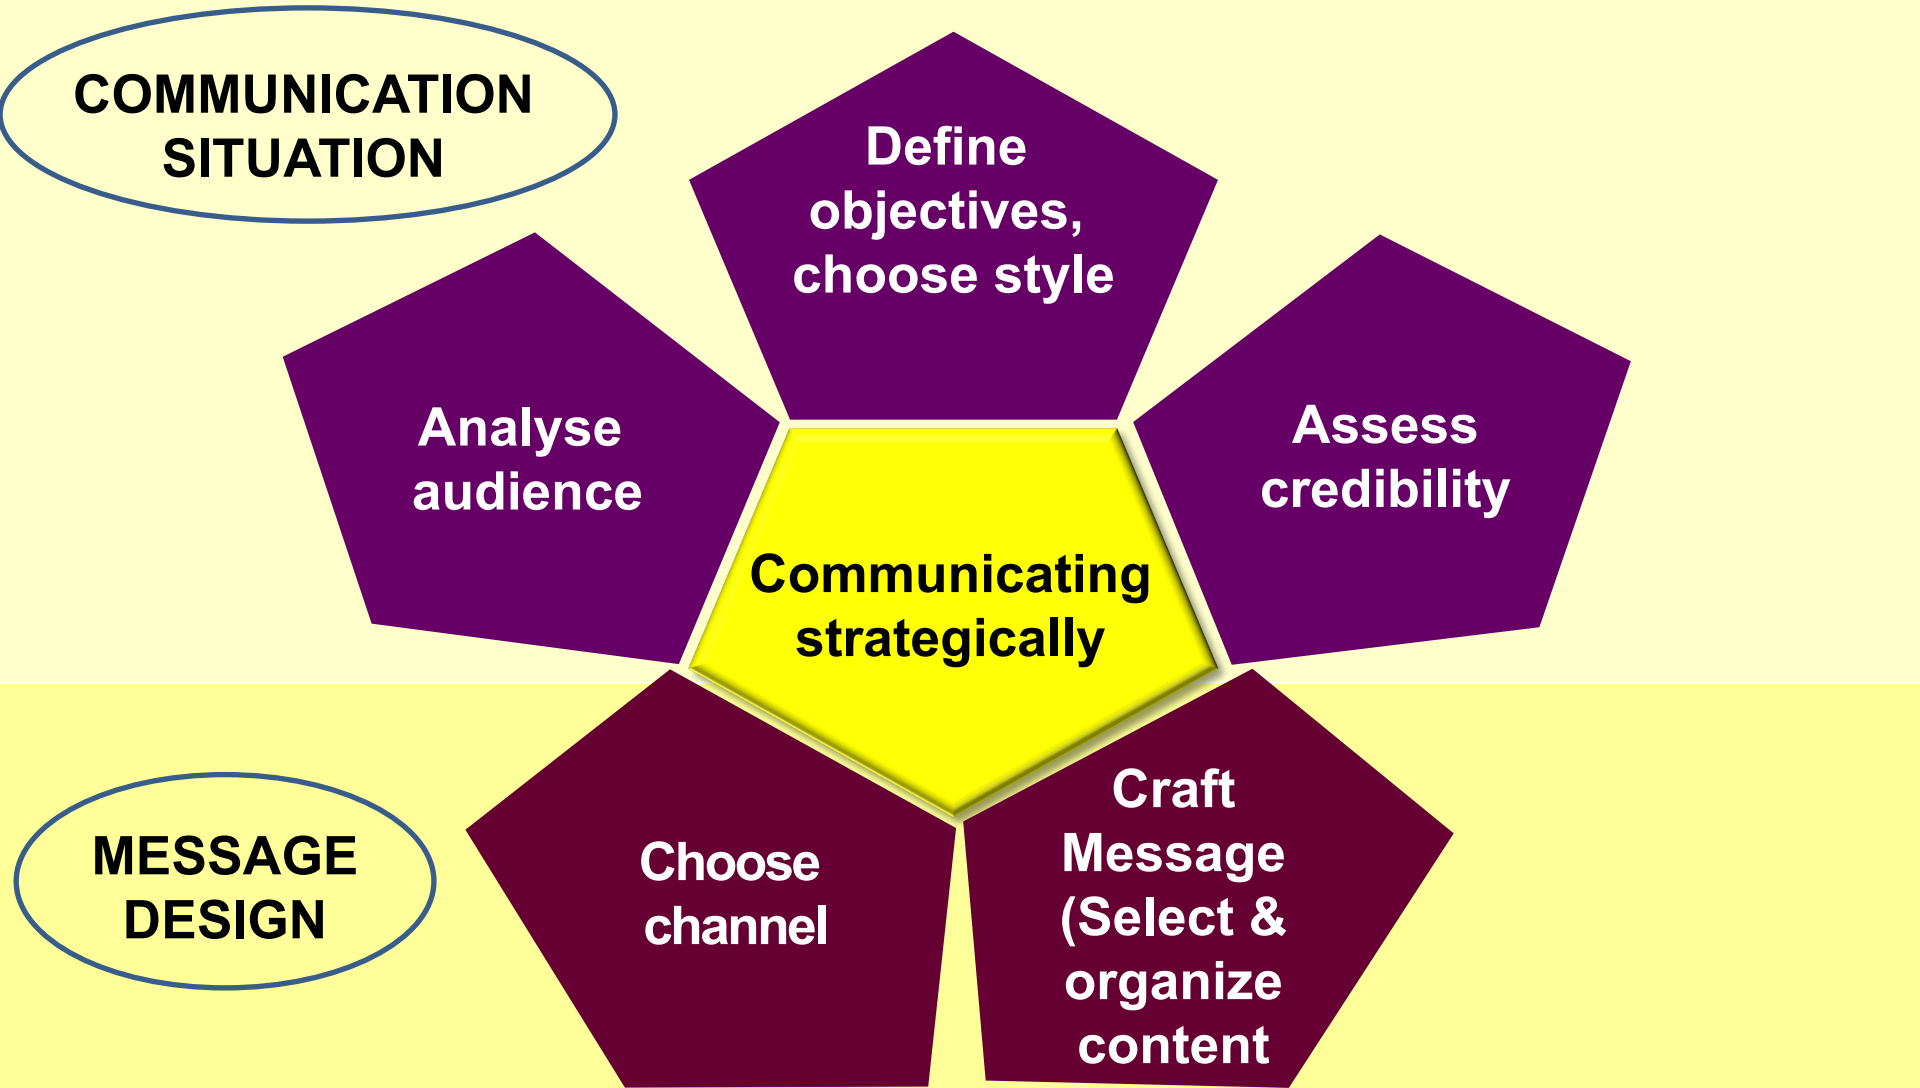 COMMUNICATION
SITUATION
Define
objectives,
choose style
Analyse
audience
Assess
credibility
Communicating
strategically
MESSAGE
DESIGN
Choose
channel
Craft
Message
(Select &
organize
content